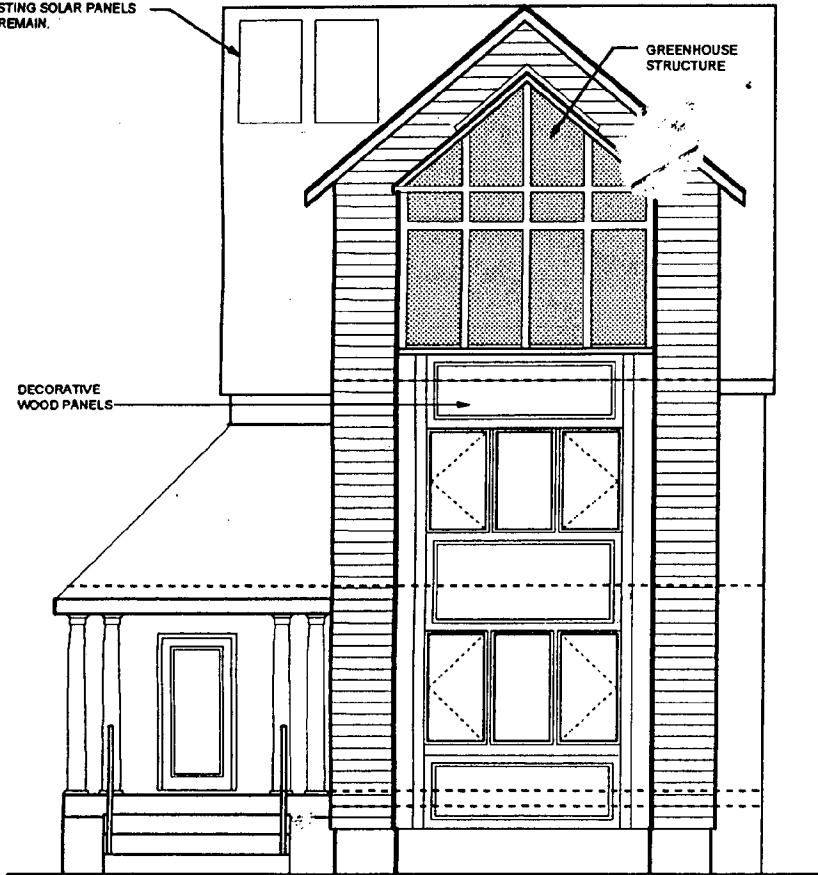 STING SOLAR PANELS
REMAIN.
GREENHOUSE
STRUCTURE
DECORATIVE
WOOD PANELS